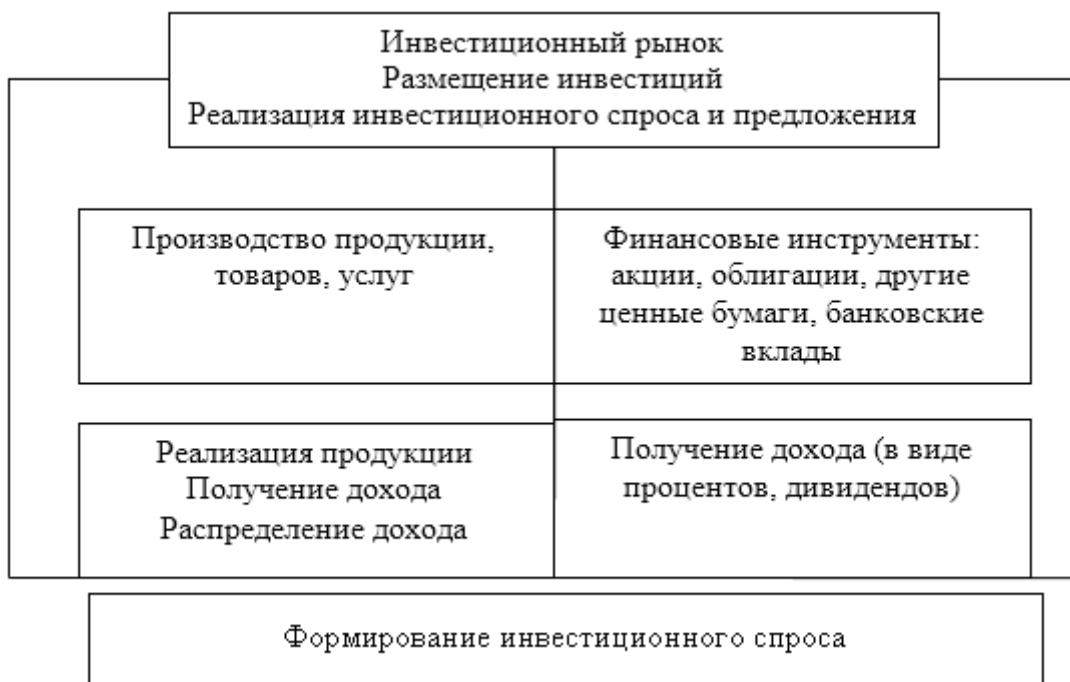 Инвестиционный рынок
Размещение инвестиций
Реализация инвестиционного спроса и предложения
Производство продукции,
товаров, услуг
Финансовые инструменты:
акции, облигации, другие
ценные бумаги, банковские
вклады
Реализация продукции
Получение дохода
Распределение дохода
Получение дохода (в виде
процентов, дивидендов)
Формирование инвестиционного спроса